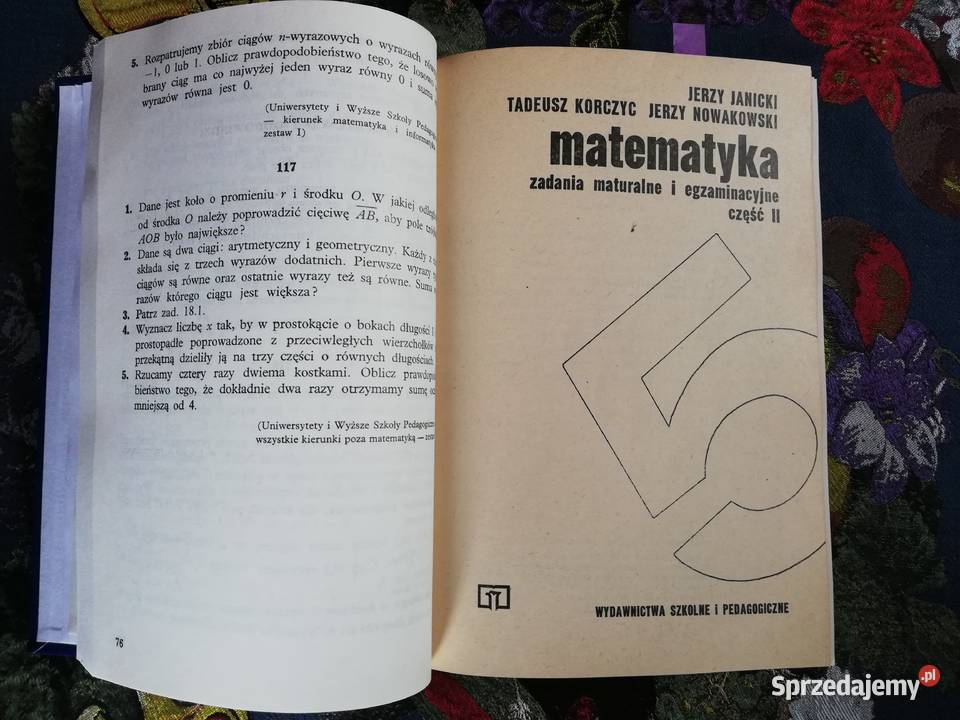 5. Rozpatrujemy zbiór ciągów n-wyrazowych o wyrazach
−1, 0 lub 1. Oblicz prawdopodobieństwo tego, że
brany ciąg ma co najwyżej jeden wyraz równy 0 i suma
wyrazów równa jest 0.
(Uniwersytety i Wyższe Szkoły
— kierunek matematyka i
zestaw I)
117
1. Dane jest koło o promieniu r i środku O. W jakiej
od środka O należy poprowadzić cięciwę AB, aby pole
AOB było największe?
2. Dane są dwa ciągi: arytmetyczny i geometryczny. Każdy z
składa się z trzech wyrazów dodatnich. Pierwsze wyrazy
ciągów są równe oraz ostatnie wyrazy też są równe. Suma
razów którego ciągu jest większa?
3. Patrz zad. 18.1.
4. Wyznacz liczbę x tak, by w prostokącie o bokach długości
prostopadłe poprowadzone z przeciwległych wierzchołków
przekątną dzieliły ją na trzy części o równych długościach
5. Rzucamy cztery razy dwiema kostkami. Oblicz
bieństwo tego, że dokładnie dwa razy otrzymamy sumę
mniejszą od 4.
(Uniwersytety i Wyższe Szkoły
wszystkie kierunki poza matematyką —
76
JERZY JANICKI
TADEUSZ KORCZYC JERZY NOWAKOWSKI
matematyka
zadania maturalne i egzaminacyjne
część II
5
WYDAWNICTWA SZKOLNE I PEDAGOGICZNE
Sprzedajemy.pl